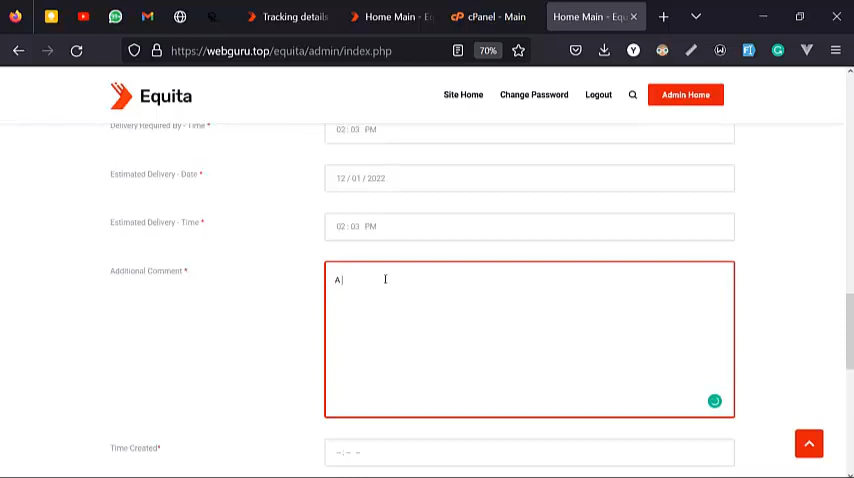 Tracking details
Home Main - Eq
cPanel - Main
Home Main - Equ
https://webguru.top/equita/admin/index.php
70%
Equita
Site Home
Change Password
Logout
Admin Home
Delivery Required By - Time *
02:03 PM
Estimated Delivery - Date *
12/01/2022
Estimated Delivery - Time *
02:03 PM
Additional Comment *
A
Time Created*
--:-- --